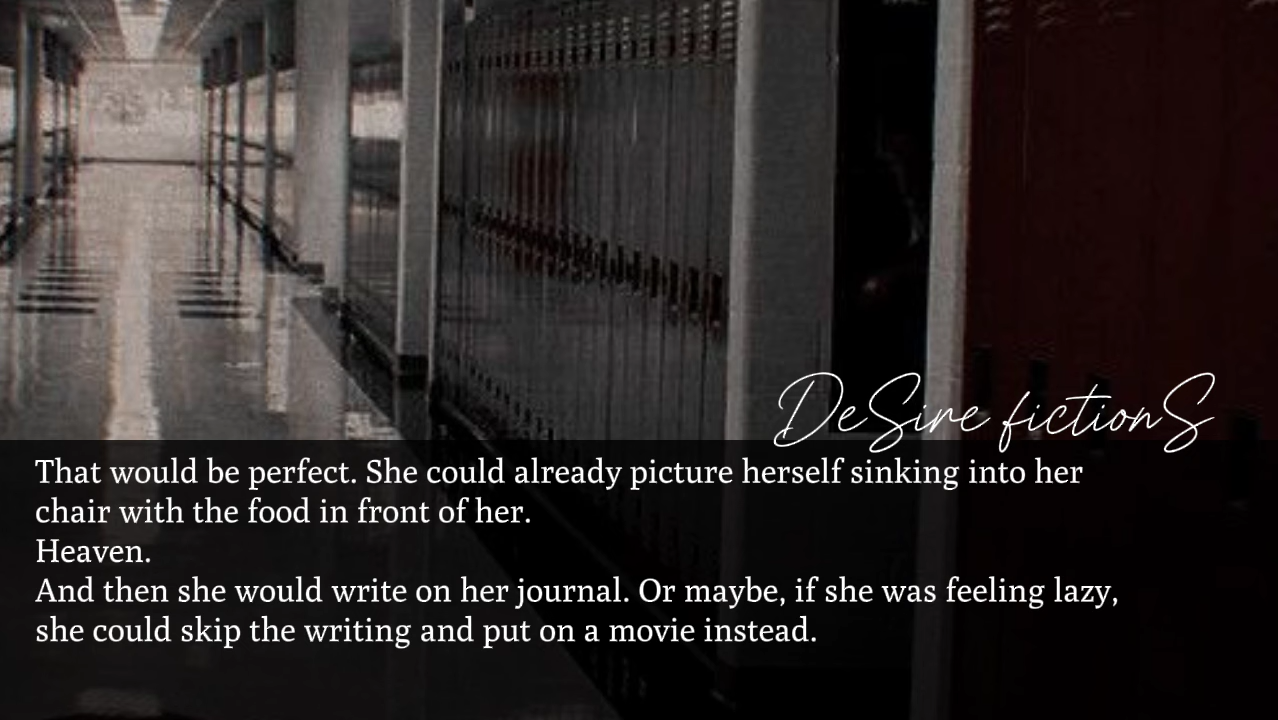 DeSire fictionS
That would be perfect. She could already picture herself sinking into her
chair with the food in front of her.
Heaven.
And then she would write on her journal. Or maybe, if she was feeling lazy,
she could skip the writing and put on a movie instead.